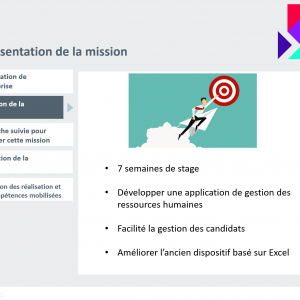 sentation de la mission
ation de
rise
on de la
he suivie pour
er cette mission
ion de la
on des réalisation et
pétences mobilisées
• 7 semaines de stage
• Développer une application de gestion des
ressources humaines
• Facilité la gestion des candidats
• Améliorer l'ancien dispositif basé sur Excel